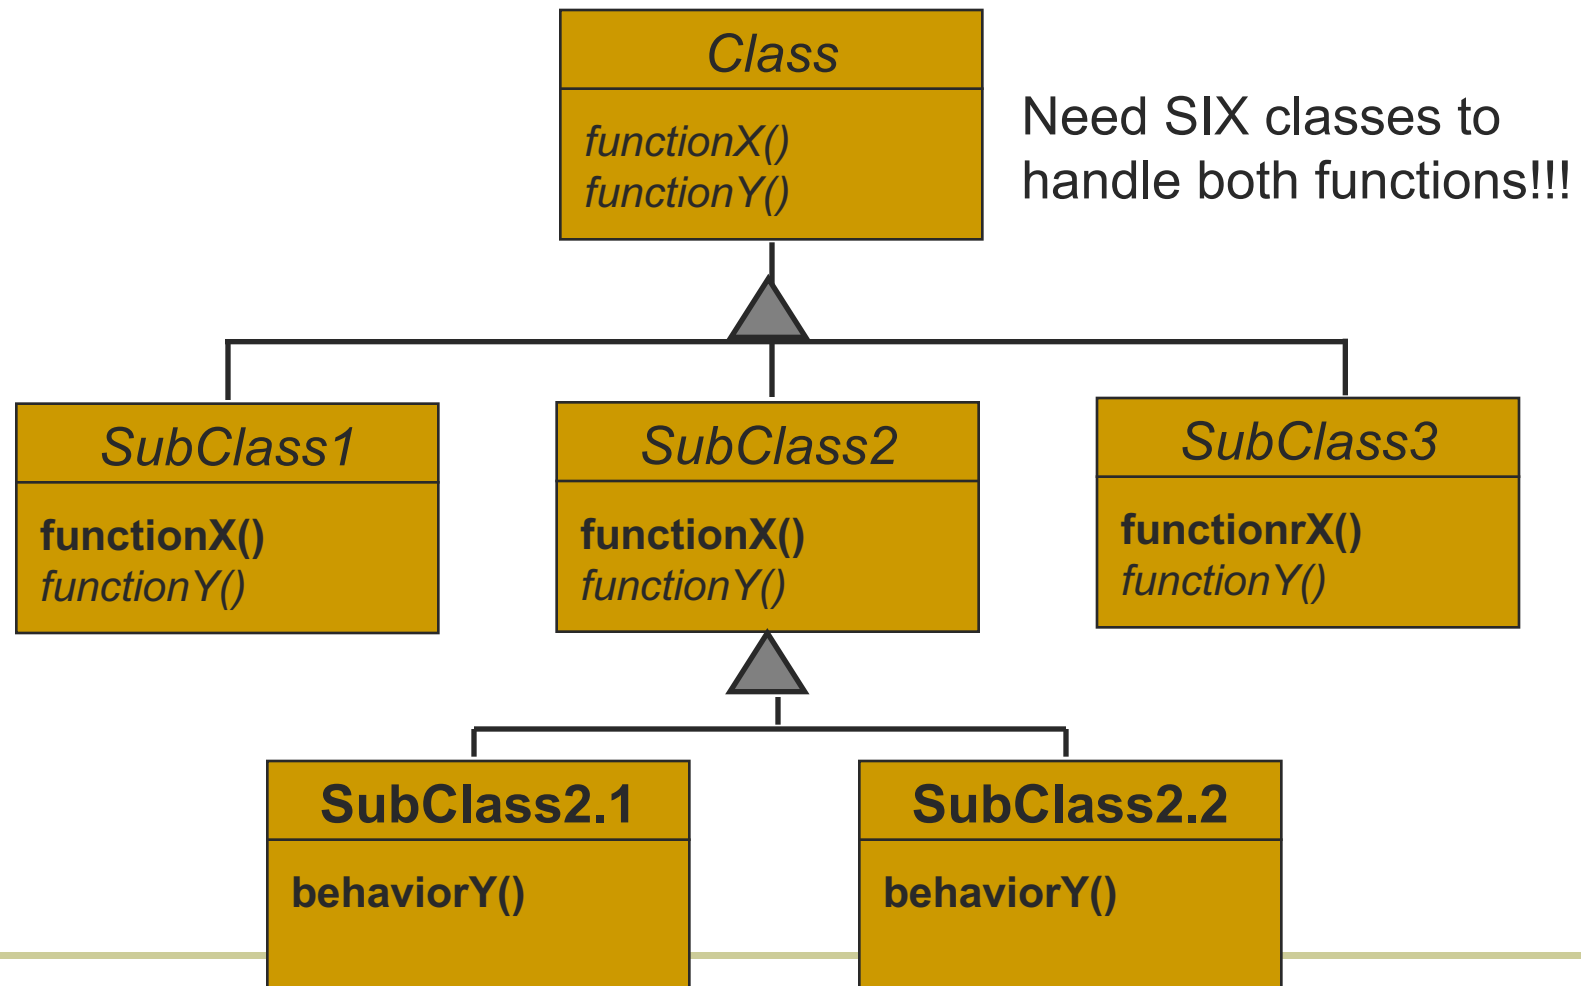 Class
functionX()
functionY()
Need SIX classes to
handle both functions!!!
SubClass1
functionX()
functionY()
SubClass2
functionX()
functionY()
SubClass3
functionrX()
functionY()
SubClass2.1
behaviorY()
SubClass2.2
behaviorY()